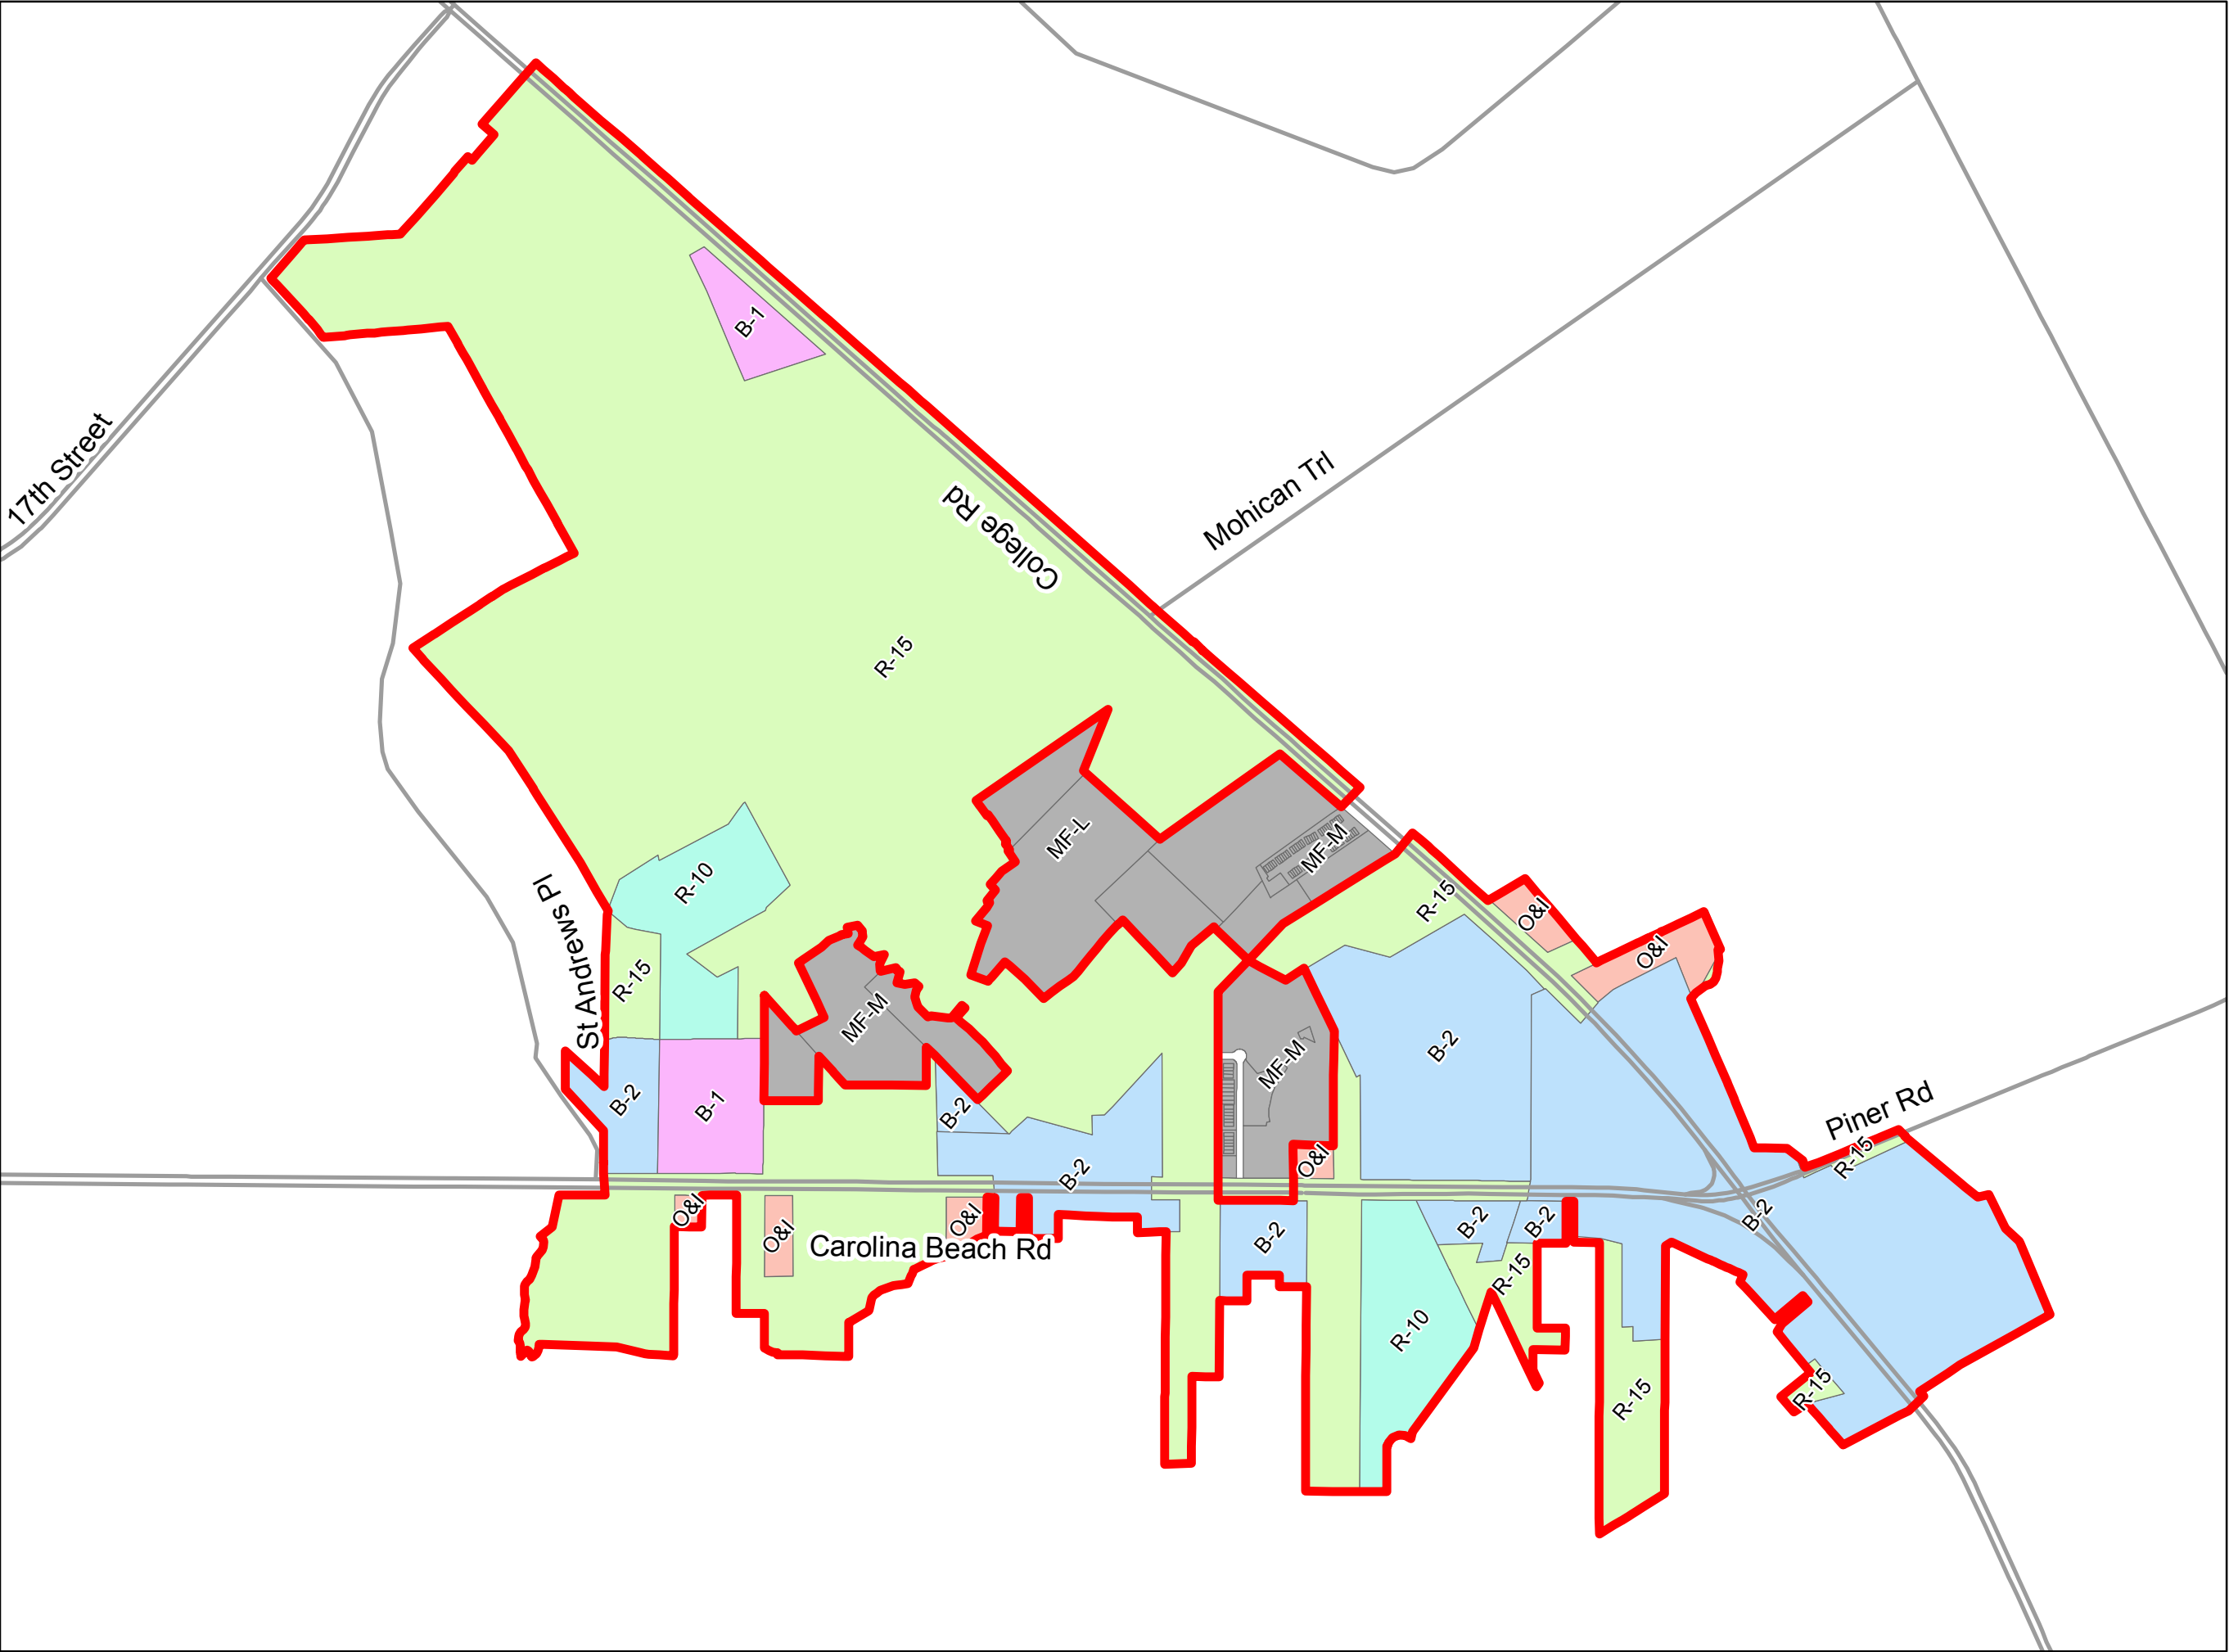 B-1
17th Street
College Rd
Mohican Trl
R-15
MF-L
MF-M
R-10
R-15
O&I
O&I
St Andrews Pl
R-15
MF-M
B-2
MF-M
B-2
B-1
B-2
Piner Rd
R-15
O&I
B-2
O&I
O&I
O&I
Carolina Beach Rd
B-2
B-2
B-2
B-2
R-15
R-10
R-15
R-15